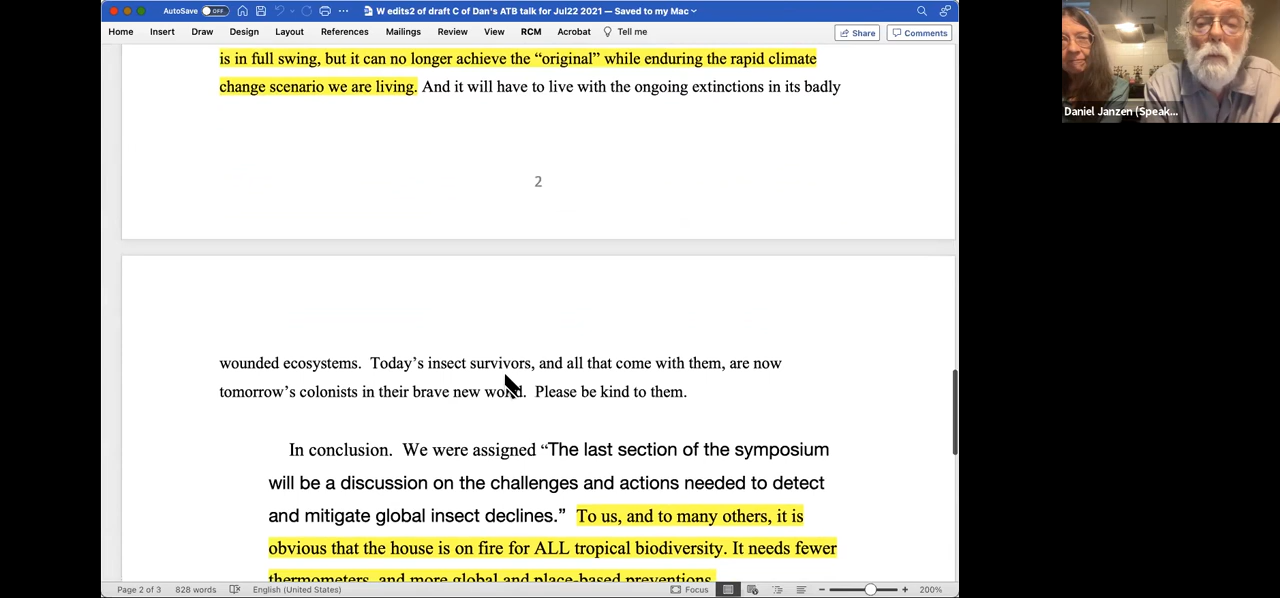 AutoSave OFF W edits2 of draft C of Dan's ATB talk for Jul22 2021 — Saved to my Mac
Home Insert Draw Design Layout References Mailings Review View RCM Acrobat Tell me Share Comments
is in full swing, but it can no longer achieve the “original” while enduring the rapid climate
change scenario we are living. And it will have to live with the ongoing extinctions in its badly
2
wounded ecosystems. Today’s insect survivors, and all that come with them, are now
tomorrow’s colonists in their brave new world. Please be kind to them.
In conclusion. We were assigned “The last section of the symposium
will be a discussion on the challenges and actions needed to detect
and mitigate global insect declines.” To us, and to many others, it is
obvious that the house is on fire for ALL tropical biodiversity. It needs fewer
thermometers, and more global and place-based preventions.
Page 2 of 3 828 words English (United States) Focus 200%
Daniel Janzen (Speak...